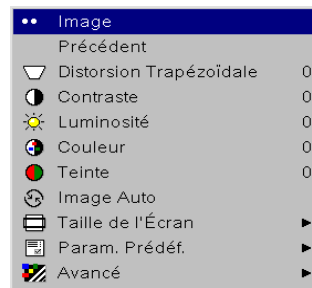 Image
Précédent
Distorsion Trapézoïdale 0
Contraste 0
Luminosité 0
Couleur 0
Teinte 0
Image Auto
Taille de l'Écran
Param. Prédéf.
Avancé